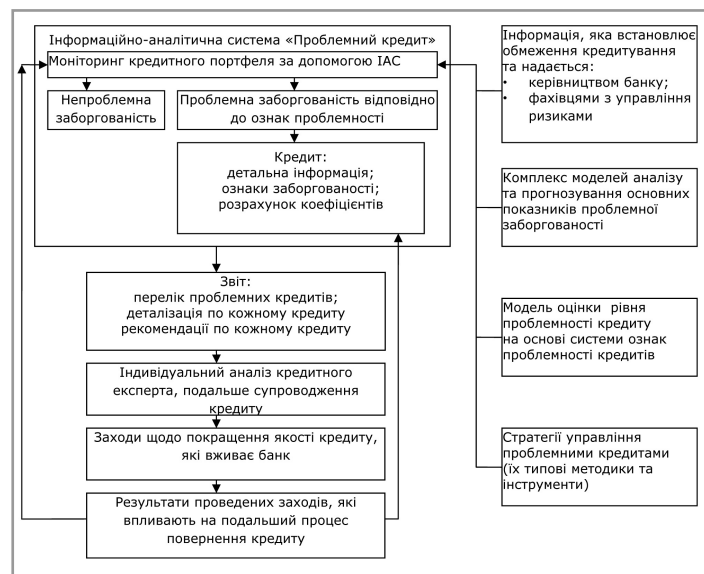 Інформаційно-аналітична система «Проблемний кредит»
Моніторинг кредитного портфеля за допомогою ІАС
Непроблемна
заборгованість
Проблемна заборгованість відповідно
до ознак проблемності
Кредит:
детальна інформація;
ознаки заборгованості;
розрахунок коефіцієнтів
Звіт:
перелік проблемних кредитів;
деталізація по кожному кредиту
рекомендації по кожному кредиту
Індивідуальний аналіз кредитного
експерта, подальше супроводження
кредиту
Заходи щодо покращення якості кредиту,
які вживає банк
Результати проведених заходів, які
впливають на подальший процес
повернення кредиту
Інформація, яка встановлює
обмеження кредитування
та надається:
• керівництвом банку;
• фахівцями з управління
ризиками
Комплекс моделей аналізу
та прогнозування основних
показників проблемної
заборгованості
Модель оцінки рівня
проблемності кредиту
на основі системи ознак
проблемності кредитів
Стратегії управління
проблемними кредитами
(їх типові методики та
інструменти)